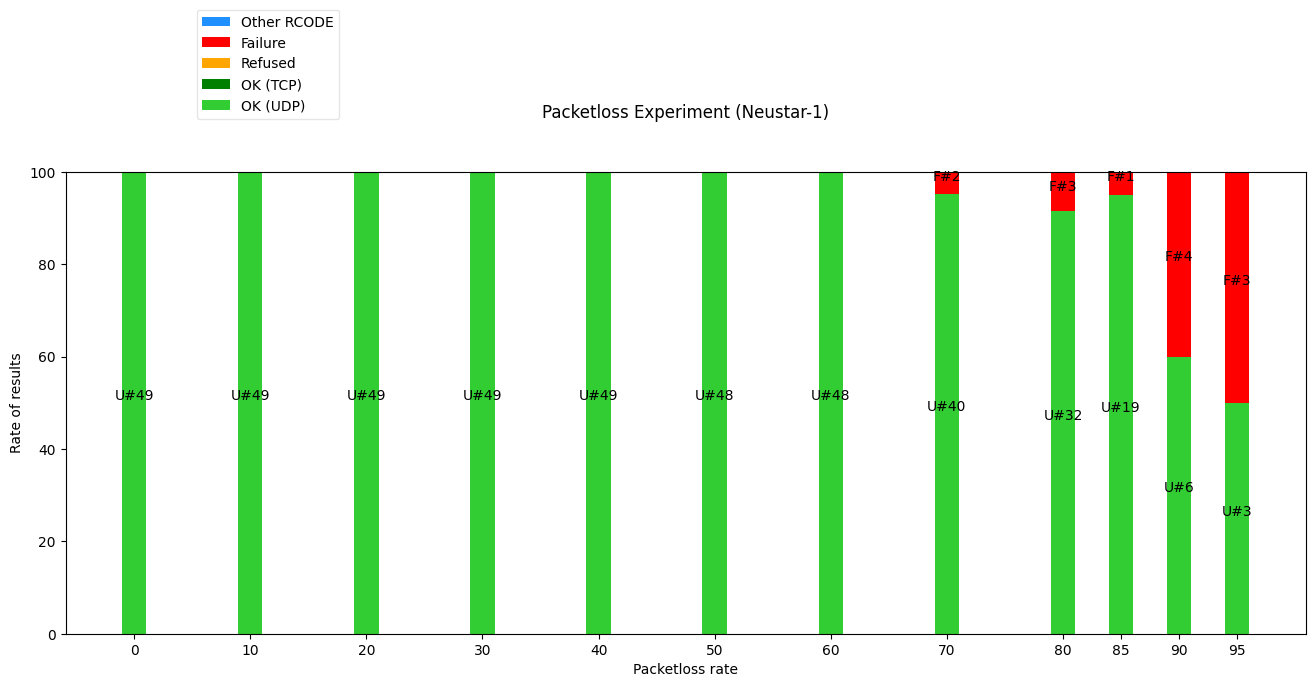 Other RCODE
Failure
Refused
OK (TCP)
OK (UDP)
Packetloss Experiment (Neustar-1)
Rate of results
100
80
60
40
20
0
U#49
U#49
U#49
U#49
U#49
U#48
U#48
F#2
U#40
F#3
U#32
F#1
U#19
F#4
U#6
F#3
U#3
0 10 20 30 40 50 60 70 80 85 90 95
Packetloss rate